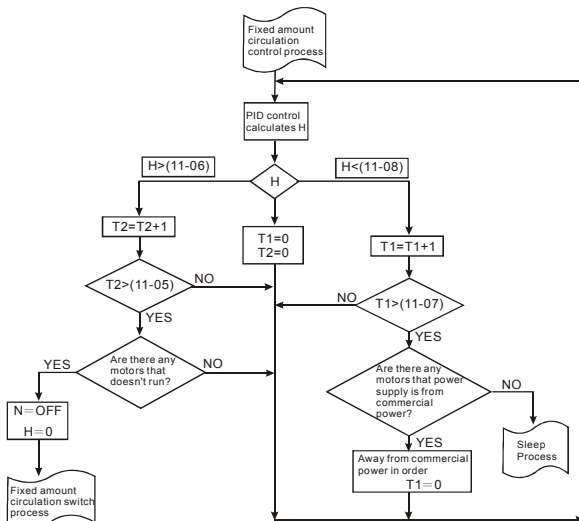 Fixed amount
circulation
control process
PID control
calculates H
H>(11-06)
H
H<(11-08)
T2=T2+1
T1=0
T2=0
T1=T1+1
T2>(11-05)
NO
NO
T1>(11-07)
YES
YES
YES
Are there any
motors that
doesn't run?
NO
Are there any
motors that power
supply is from
commercial
power?
NO
N=OFF
H=0
YES
Sleep
Process
Away from commercial
power in order
T1=0
Fixed amount
circulation switch
process